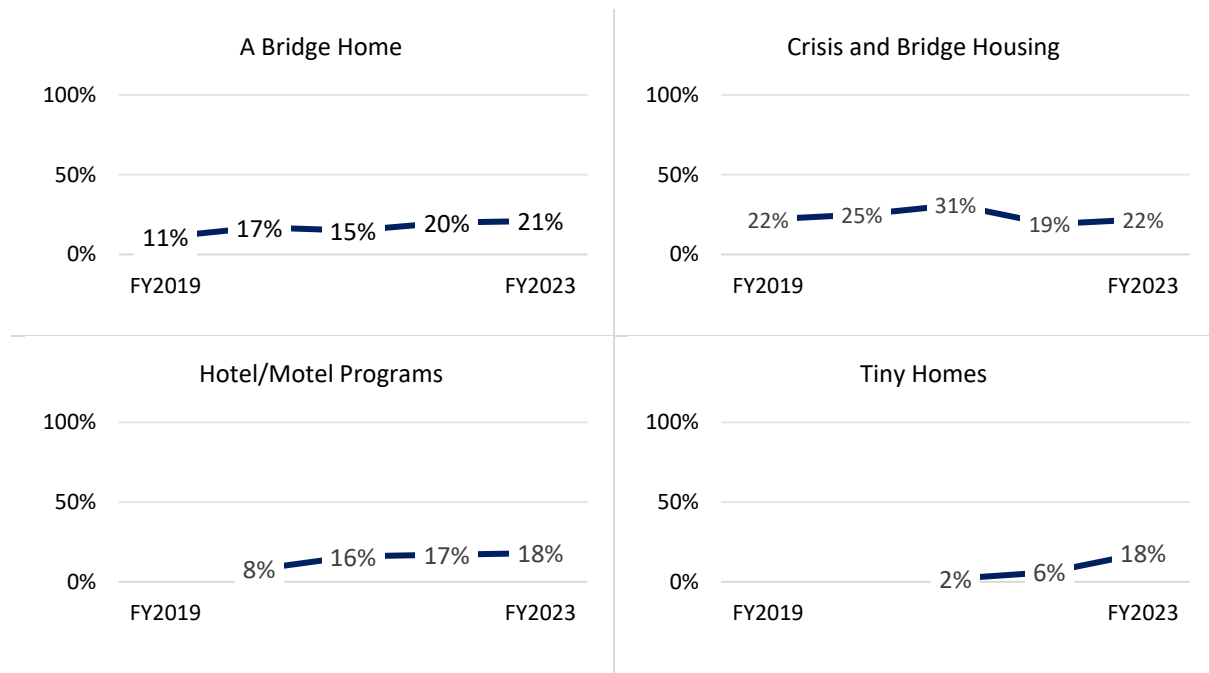 A Bridge Home
100%
50%
0%
11%
17%
15%
20%
21%
FY2019
FY2023
Crisis and Bridge Housing
100%
50%
0%
22%
25%
31%
19%
22%
FY2019
FY2023
Hotel/Motel Programs
100%
50%
0%
8%
16%
17%
18%
FY2019
FY2023
Tiny Homes
100%
50%
0%
2%
6%
18%
FY2019
FY2023